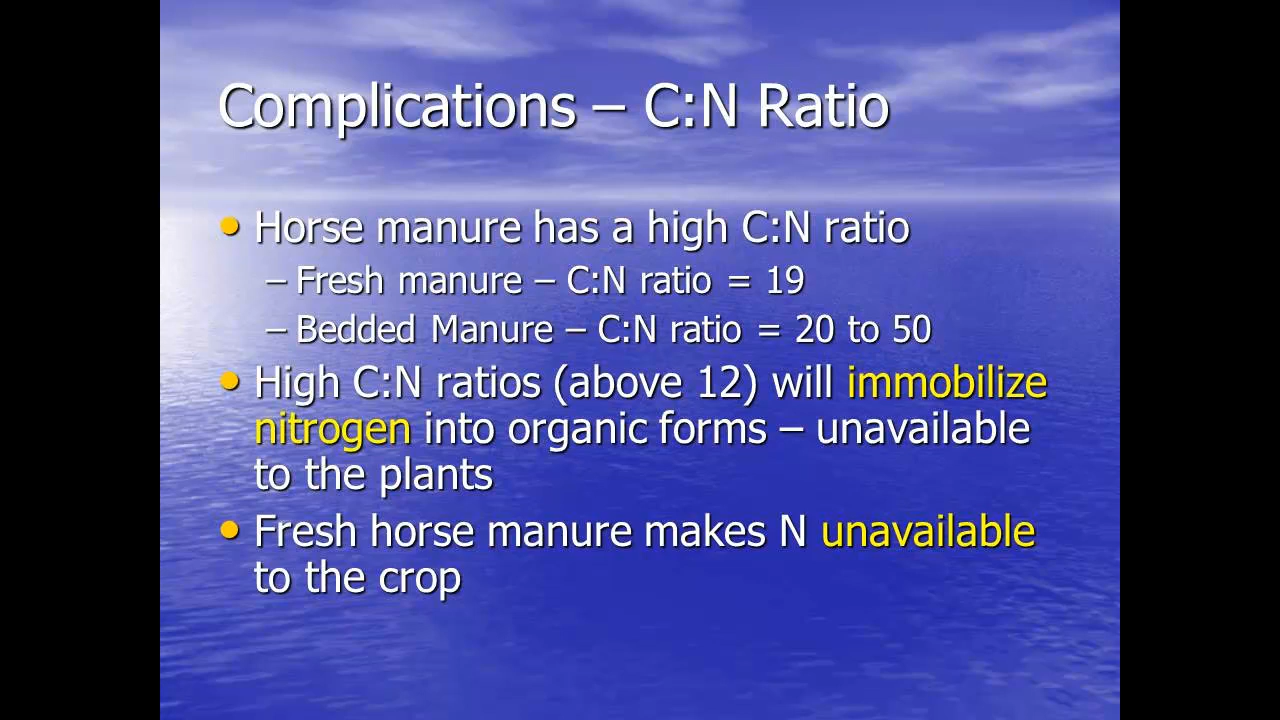 Complications – C:N Ratio
• Horse manure has a high C:N ratio
– Fresh manure – C:N ratio = 19
– Bedded Manure – C:N ratio = 20 to 50
• High C:N ratios (above 12) will immobilize
nitrogen into organic forms – unavailable
to the plants
• Fresh horse manure makes N unavailable
to the crop